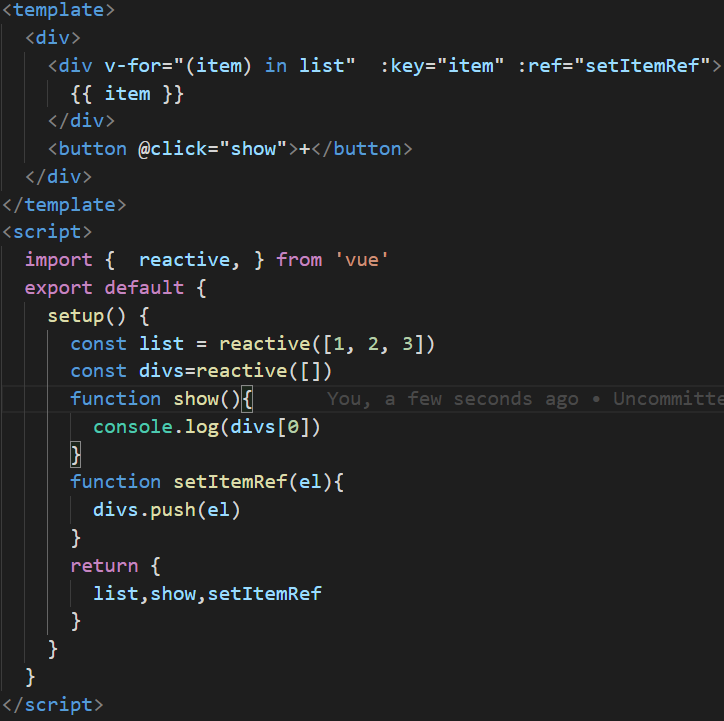 <template>
  <div>
    <div v-for="(item) in list"  :key="item" :ref="setItemRef">
      {{ item }}
    </div>
    <button @click="show">+</button>
  </div>
</template>
<script>
  import {  reactive, } from 'vue'
  export default {
    setup() {
      const list = reactive([1, 2, 3])
      const divs=reactive([])
      function show(){ You, a few seconds ago • Uncommitte
        console.log(divs[0])
      }
      function setItemRef(el){
        divs.push(el)
      }
      return {
        list,show,setItemRef
      }
    }
  }
</script>